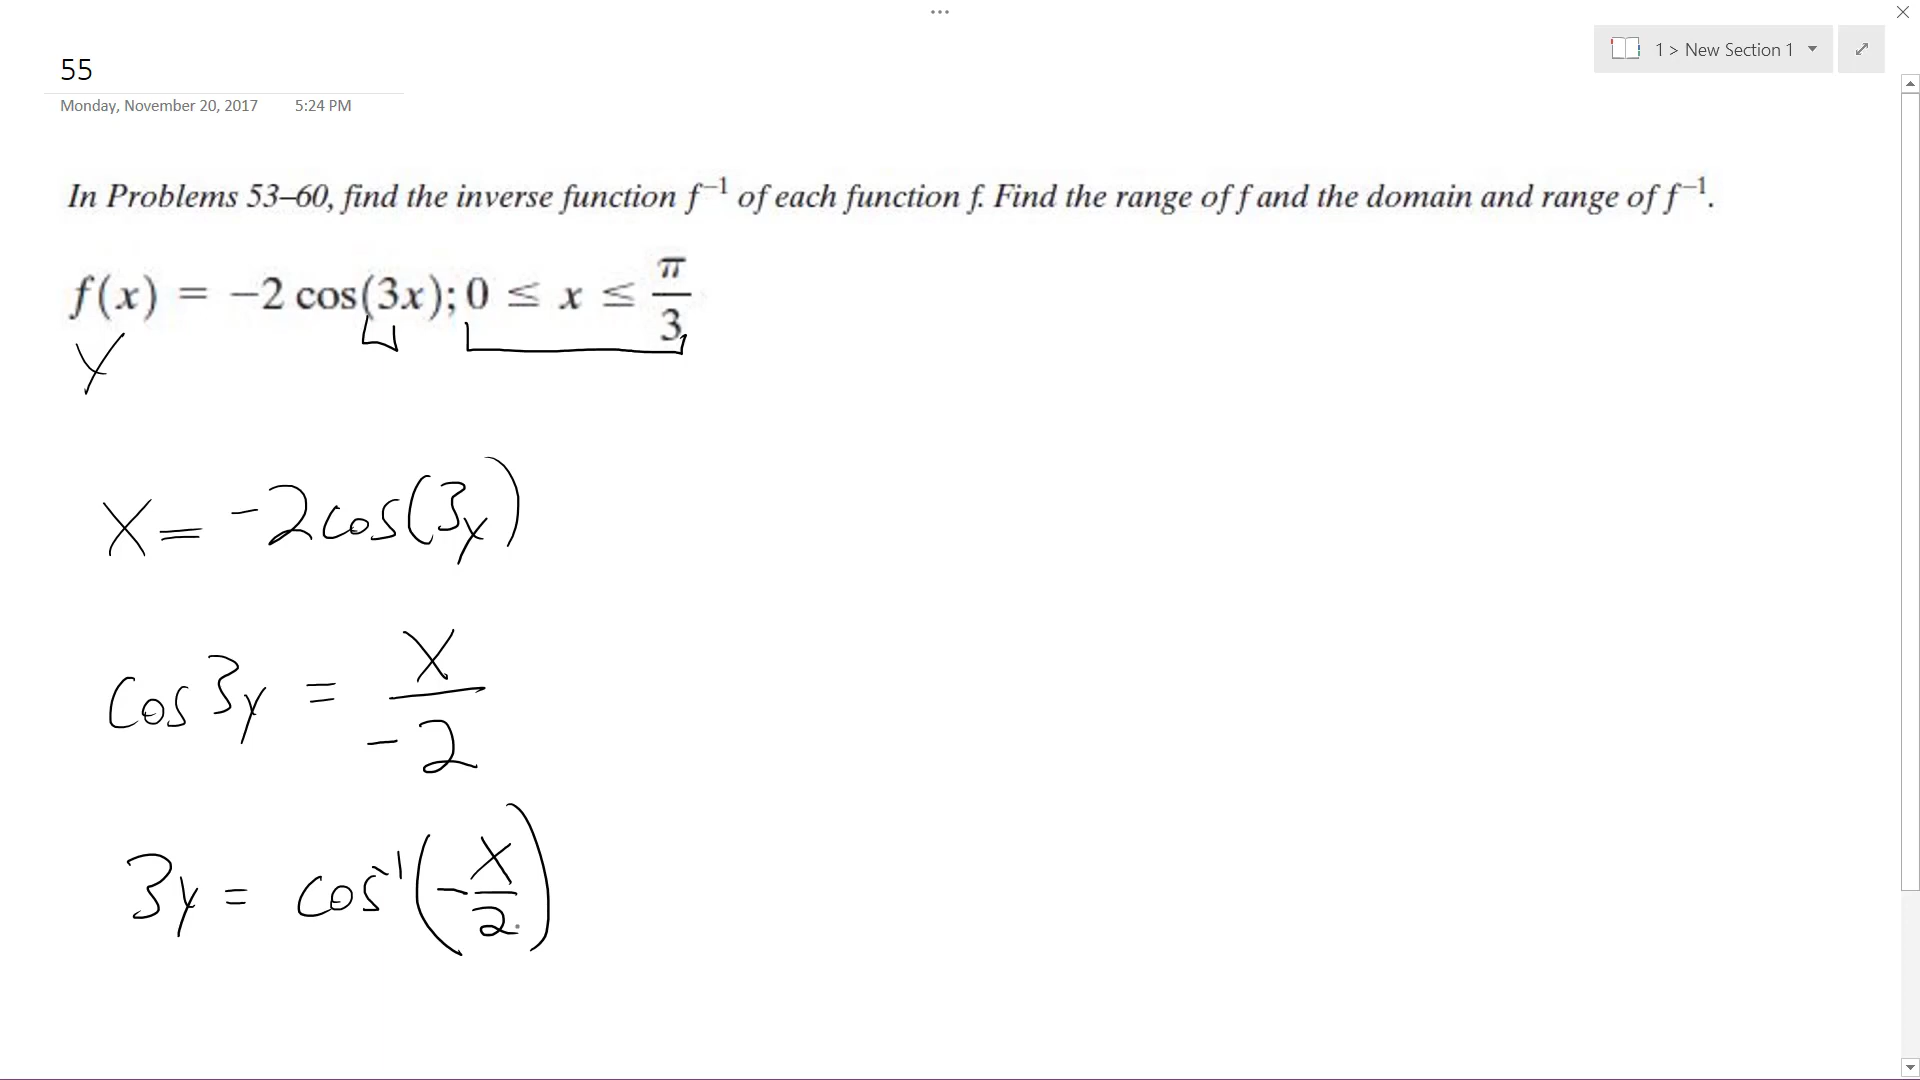 1 > New Section 1
55
Monday, November 20, 2017 5:24 PM
In Problems 53–60, find the inverse function f⁻¹ of each function f. Find the range of f and the domain and range of f⁻¹.
f(x) = −2 cos(3x); 0 ≤ x ≤ π/3
y
x = -2cos(3y)
cos 3y = x/-2
3y = cos⁻¹(-x/2)